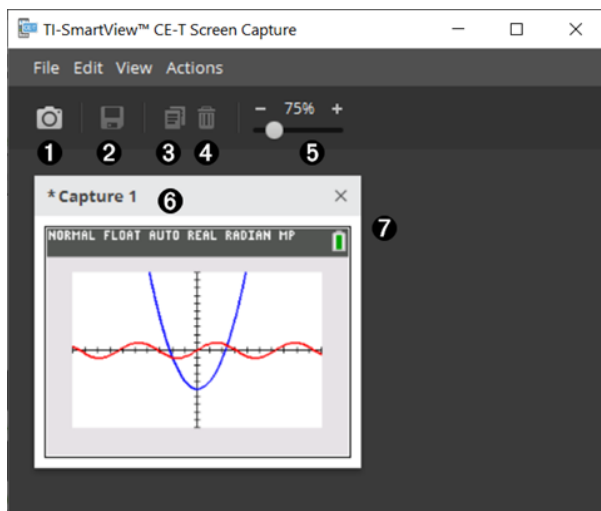 TI-SmartView™ CE-T Screen Capture
File Edit View Actions
− 75% +
1 2 3 4 5
*Capture 1 6
7
NORMAL FLOAT AUTO REAL RADIAN MP